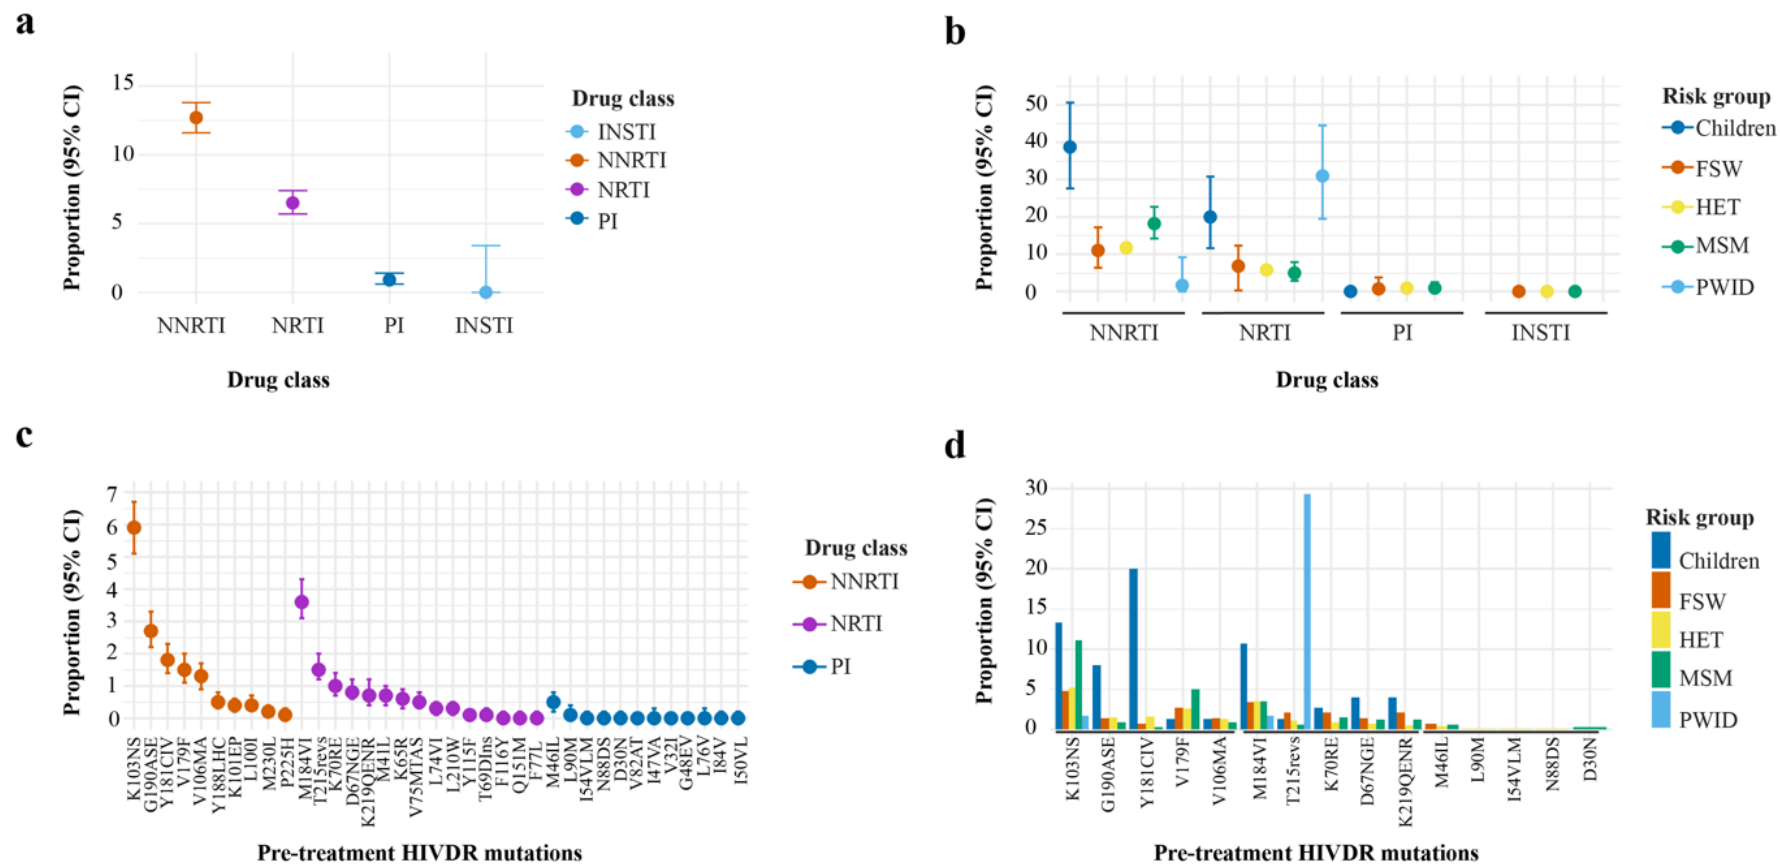 a
Proportion (95% CI)
15
10
5
0
NNRTI
NRTI
PI
INSTI
Drug class
Drug class
INSTI
NNRTI
NRTI
PI
b
Proportion (95% CI)
50
40
30
20
10
0
NNRTI
NRTI
PI
INSTI
Drug class
Risk group
Children
FSW
HET
MSM
PWID
c
Proportion (95% CI)
7
6
5
4
3
2
1
0
K103NS
G190ASE
Y181CIV
V179F
V106MA
Y188LHC
K101EP
L100I
M230L
P225H
M184VI
T215revs
K70RE
D67NGE
K219QENR
M41L
K65R
V75MTAS
L74VI
L210W
Y115F
T69DIns
F116Y
Q151M
F77L
M46IL
L90M
I54VLM
N88DS
D30N
V82AT
I47VA
V32I
G48EV
L76V
I84V
I50VL
Pre-treatment HIVDR mutations
Drug class
NNRTI
NRTI
PI
d
Proportion (95% CI)
30
25
20
15
10
5
0
K103NS
G190ASE
Y181CIV
V179F
V106MA
M184VI
T215revs
K70RE
D67NGE
K219QENR
M46IL
L90M
I54VLM
N88DS
D30N
Pre-treatment HIVDR mutations
Risk group
Children
FSW
HET
MSM
PWID